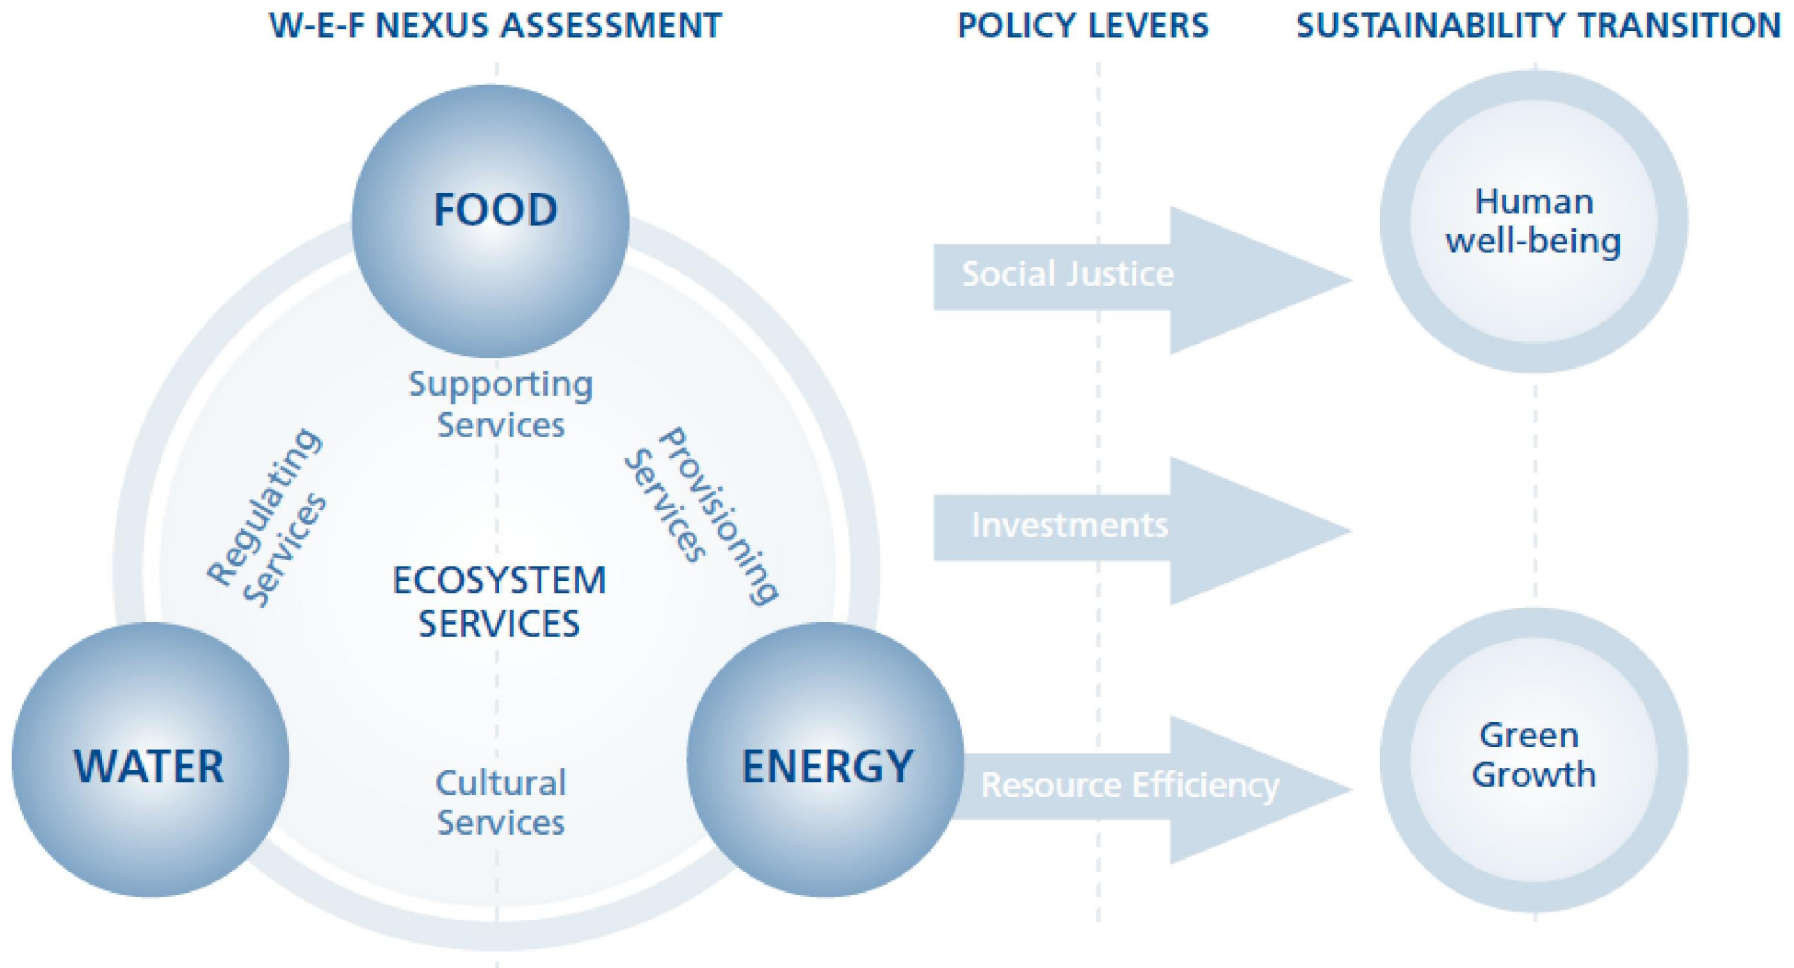 W-E-F NEXUS ASSESSMENT
POLICY LEVERS
SUSTAINABILITY TRANSITION
FOOD
Supporting
Services
Regulating
Services
Provisioning
Services
ECOSYSTEM
SERVICES
WATER
ENERGY
Cultural
Services
Social Justice
Investments
Resource Efficiency
Human
well-being
Green
Growth